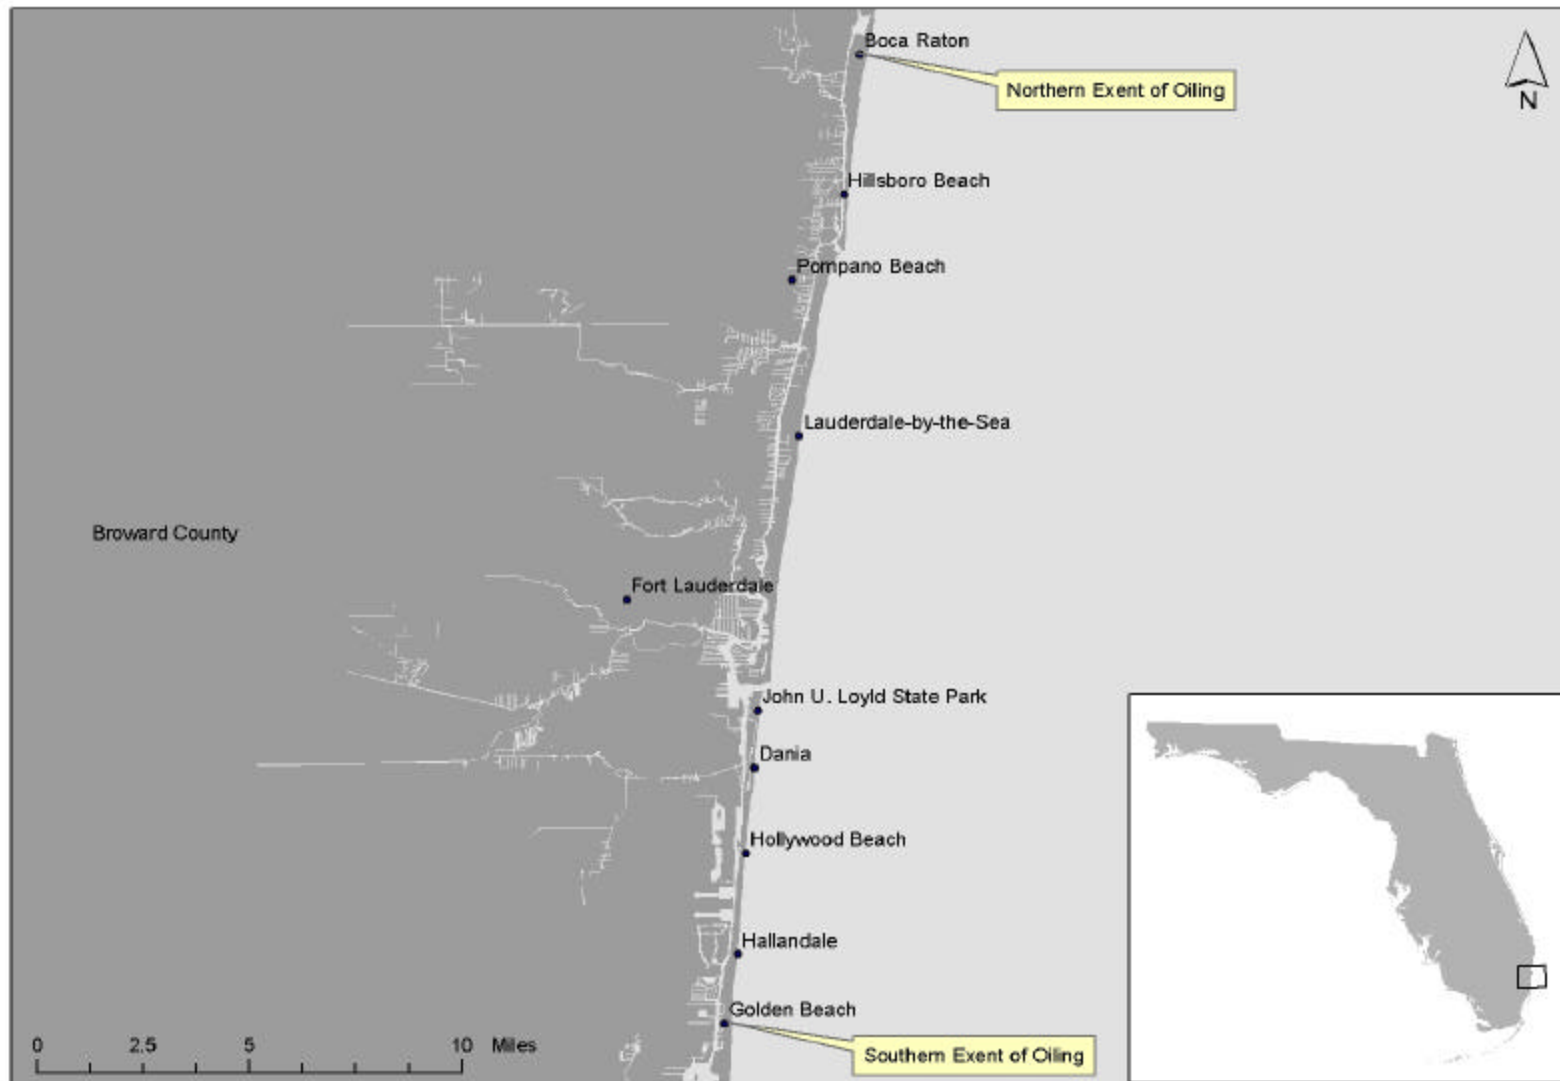 Boca Raton
Northern Exent of Oiling
N
Hillsboro Beach
Pompano Beach
Lauderdale-by-the-Sea
Broward County
Fort Lauderdale
John U. Loyld State Park
Dania
Hollywood Beach
Hallandale
Golden Beach
0 2.5 5 10 Miles
Southern Exent of Oiling